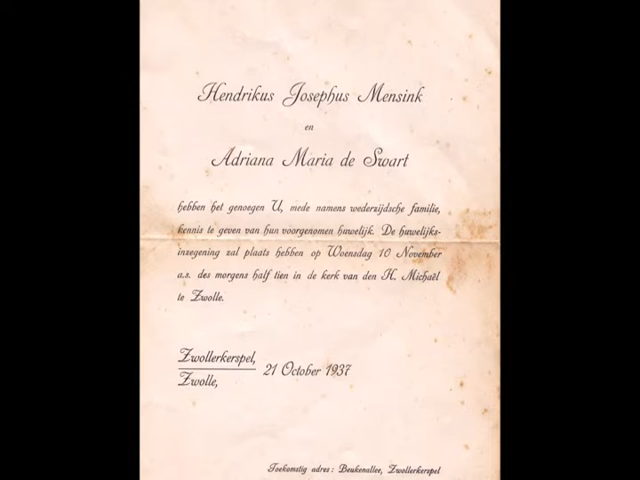 Hendrikus Josephus Mensink
en
Adriana Maria de Swart
hebben het genoegen U, mede namens wederzijdsche familie,
kennis te geven van hun voorgenomen huwelijk. De huwelijks-
inzegening zal plaats hebben op Woensdag 10 November
a.s. des morgens half tien in de kerk van den H. Michaël
te Zwolle.
Zwollerkerspel,
Zwolle, 21 October 1937
Toekomstig adres: Beukenallee, Zwollerkerspel